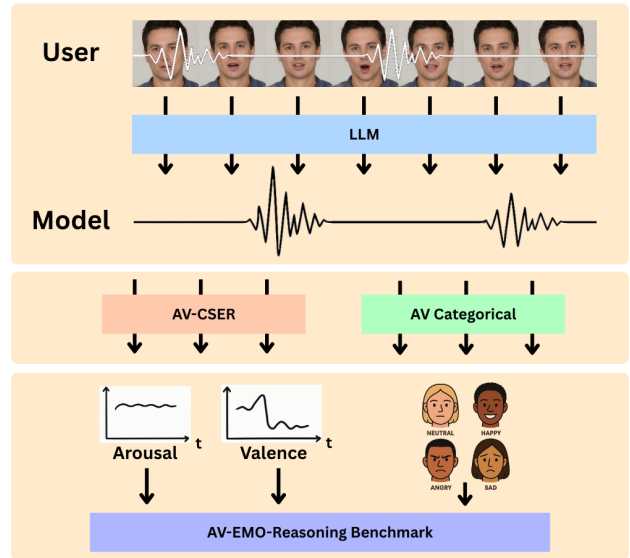 User
LLM
Model
AV-CSER
AV Categorical
t
Arousal
t
Valence
NEUTRAL
HAPPY
ANGRY
SAD
AV-EMO-Reasoning Benchmark